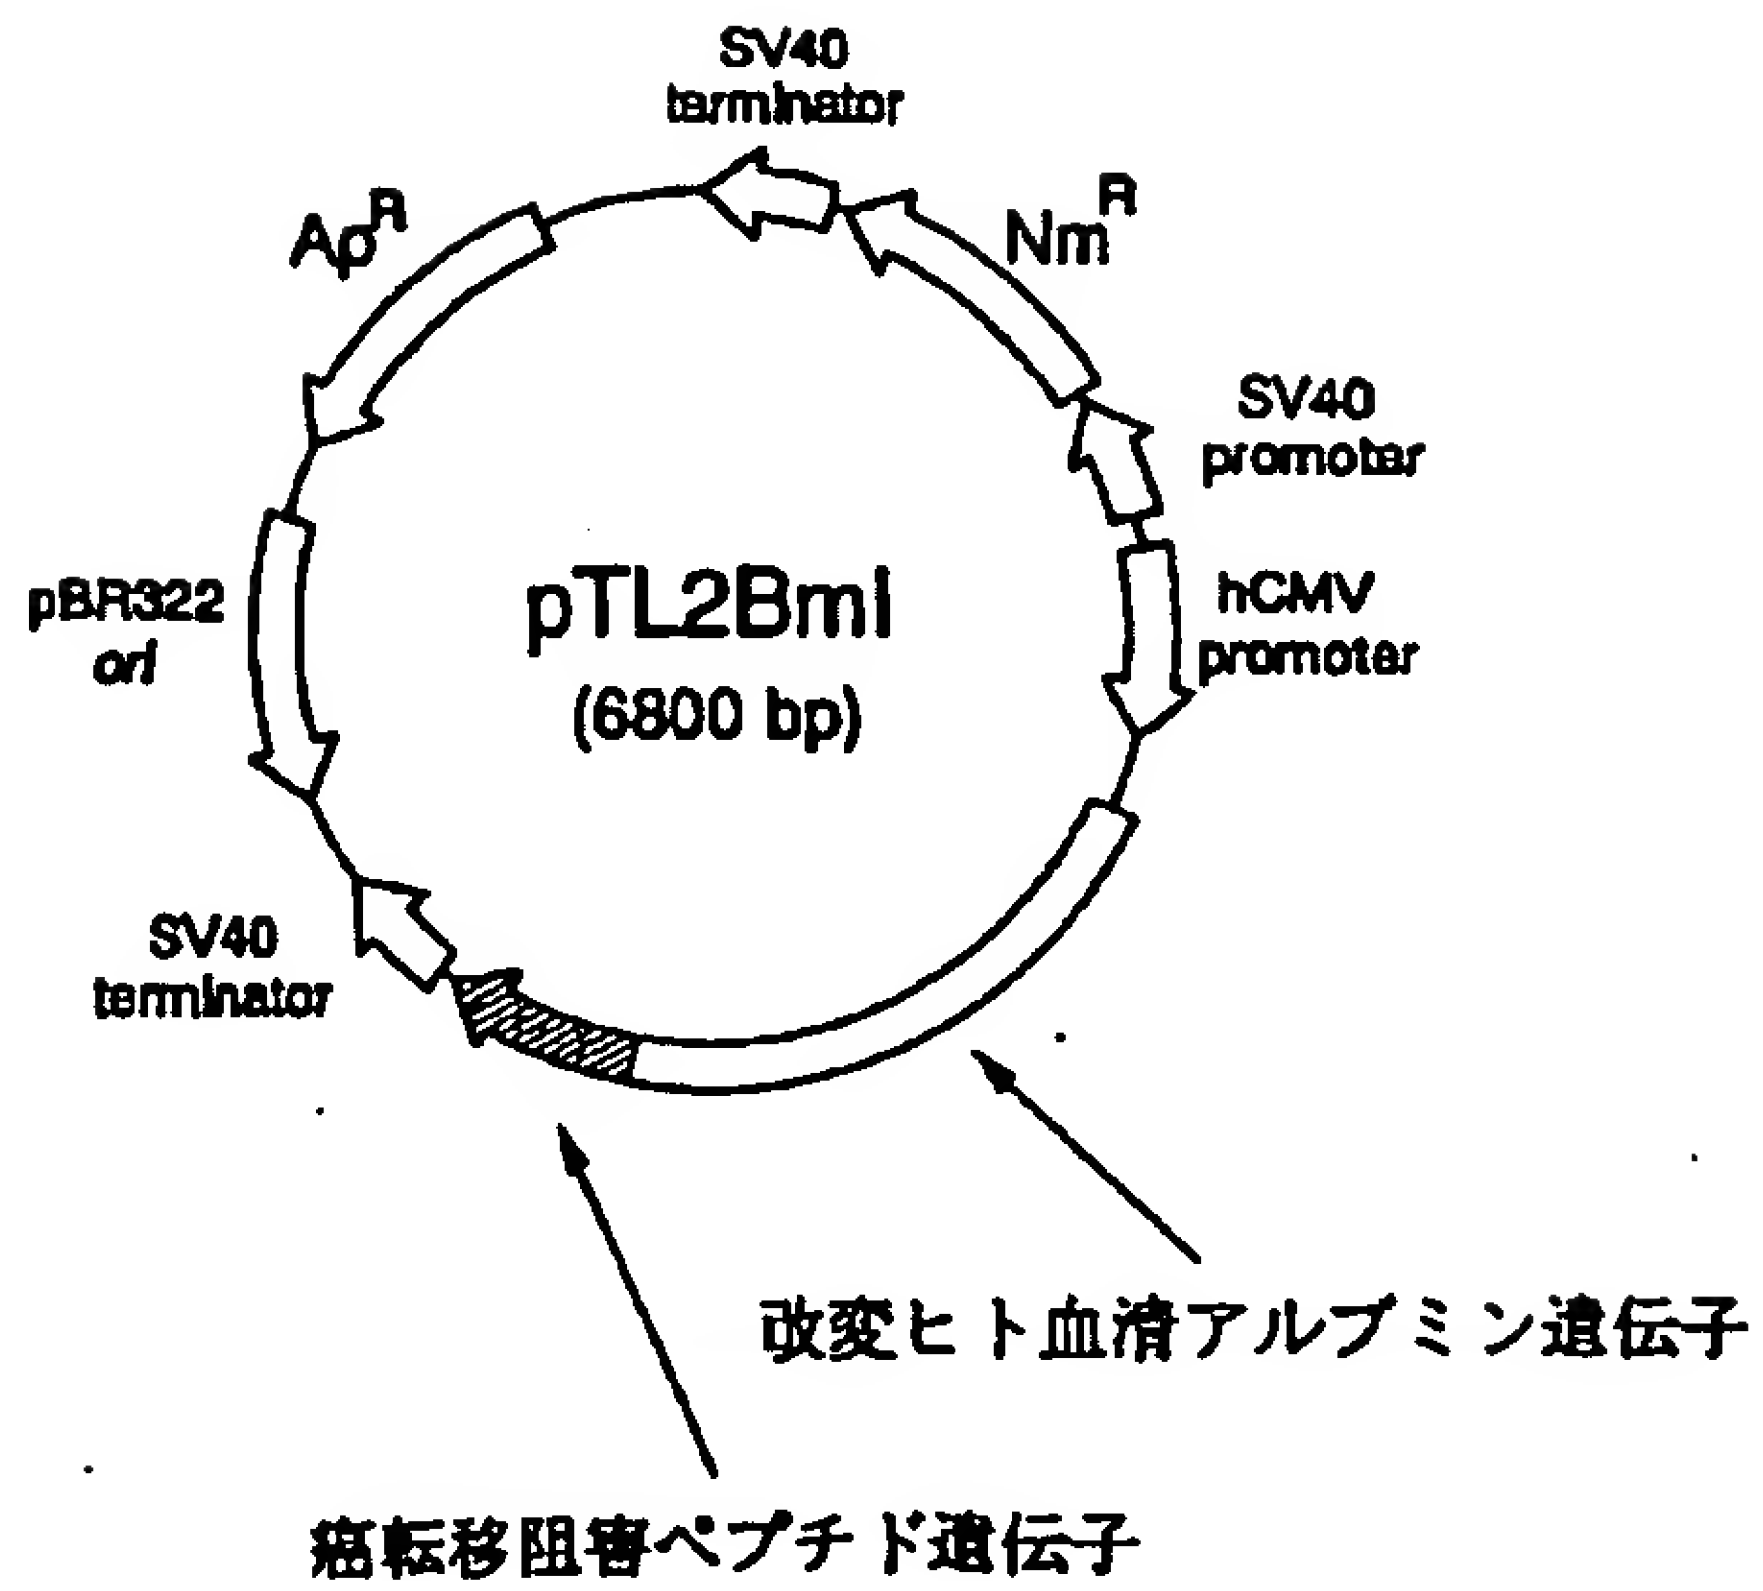 SV40
terminator
Ap^R
Nm^R
SV40
promoter
pBR322
ori
pTL2BmI
(6800 bp)
hCMV
promoter
SV40
terminator
改変ヒト血清アルブミン遺伝子
癌転移阻害ペプチド遺伝子